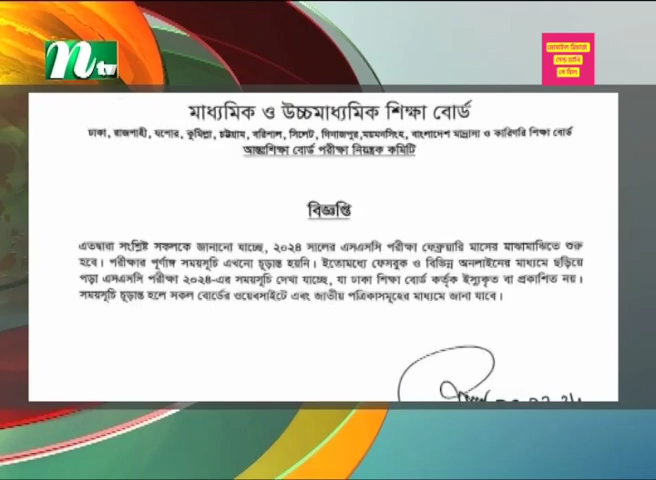 ntv
মোবাইল রিচার্জ
সেন্ড মানি
পে বিল
মাধ্যমিক ও উচ্চমাধ্যমিক শিক্ষা বোর্ড
ঢাকা, রাজশাহী, যশোর, কুমিল্লা, চট্টগ্রাম, বরিশাল, সিলেট, দিনাজপুর,ময়মনসিংহ, বাংলাদেশ মাদ্রাসা ও কারিগরি শিক্ষা বোর্ড
আন্তঃশিক্ষা বোর্ড পরীক্ষা নিয়ন্ত্রক কমিটি
বিজ্ঞপ্তি
এতদ্বারা সংশ্লিষ্ট সকলকে জানানো যাচ্ছে, ২০২৪ সালের এসএসসি পরীক্ষা ফেব্রুয়ারি মাসের মাঝামাঝিতে শুরু
হবে। পরীক্ষার পূর্ণাঙ্গ সময়সূচি এখনো চূড়ান্ত হয়নি। ইতোমধ্যে ফেসবুক ও বিভিন্ন অনলাইনের মাধ্যমে ছড়িয়ে
পড়া এসএসসি পরীক্ষা ২০২৪-এর সময়সূচি দেখা যাচ্ছে, যা ঢাকা শিক্ষা বোর্ড কর্তৃক ইস্যুকৃত বা প্রকাশিত নয়।
সময়সূচি চূড়ান্ত হলে সকল বোর্ডের ওয়েবসাইটে এবং জাতীয় পত্রিকাসমূহের মাধ্যমে জানা যাবে।